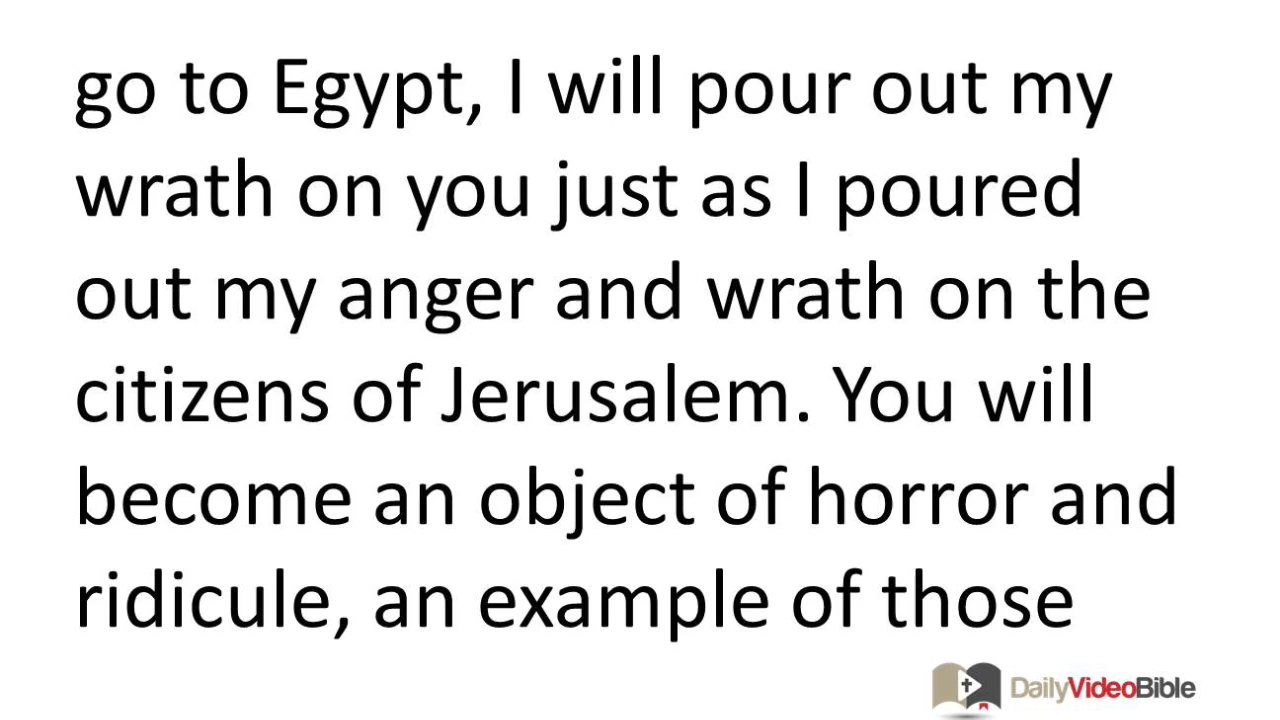 go to Egypt, I will pour out my
wrath on you just as I poured
out my anger and wrath on the
citizens of Jerusalem. You will
become an object of horror and
ridicule, an example of those
DailyVideoBible